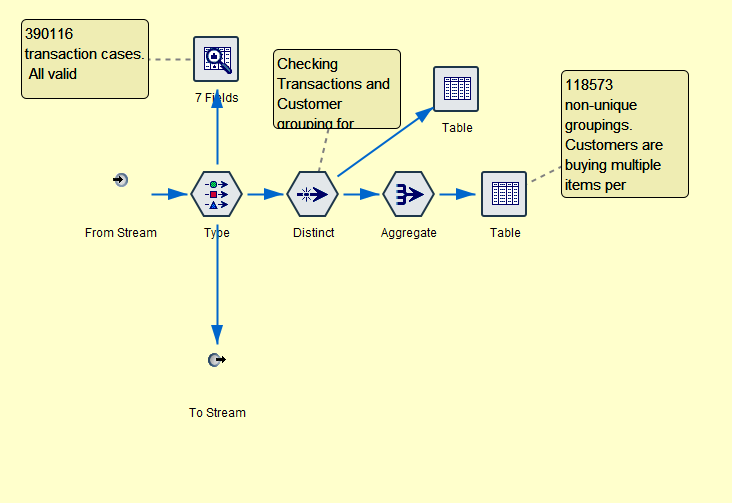 390116
transaction cases.
All valid
7 Fields
Checking
Transactions and
Customer
grouping for
Table
118573
non-unique
groupings.
Customers are
buying multiple
items per
From Stream
Type
Distinct
Aggregate
Table
To Stream